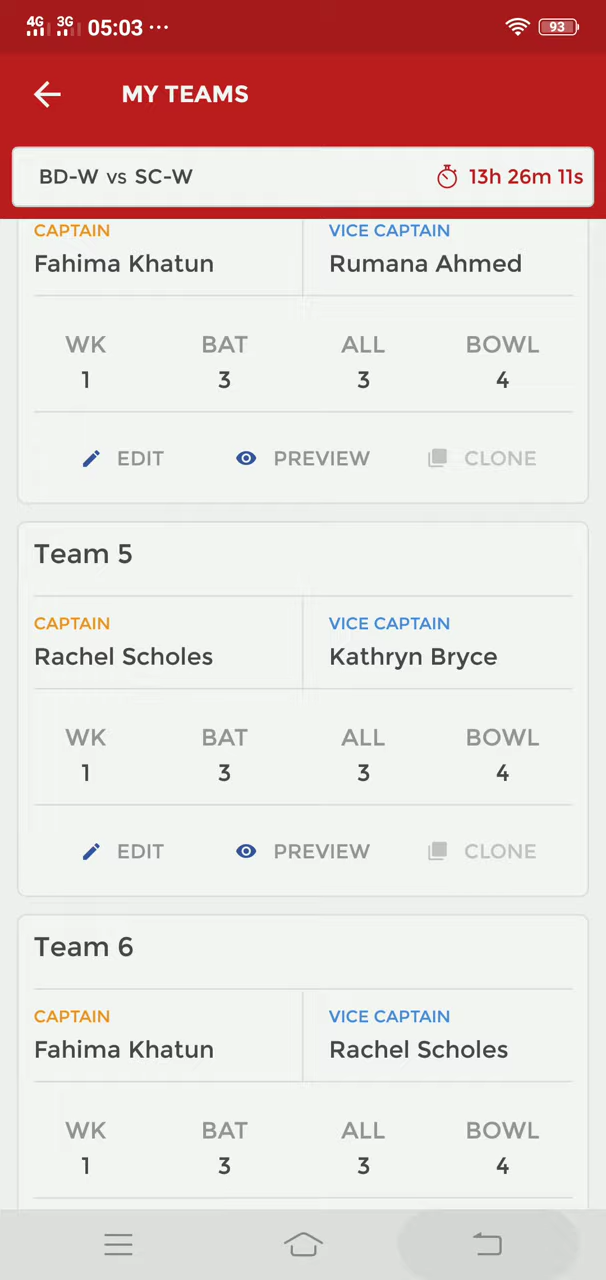 4G 3G 05:03 ... 93
MY TEAMS
BD-W vs SC-W 13h 26m 11s
CAPTAIN VICE CAPTAIN
Fahima Khatun Rumana Ahmed
WK BAT ALL BOWL
1 3 3 4
EDIT PREVIEW CLONE
Team 5
CAPTAIN VICE CAPTAIN
Rachel Scholes Kathryn Bryce
WK BAT ALL BOWL
1 3 3 4
EDIT PREVIEW CLONE
Team 6
CAPTAIN VICE CAPTAIN
Fahima Khatun Rachel Scholes
WK BAT ALL BOWL
1 3 3 4